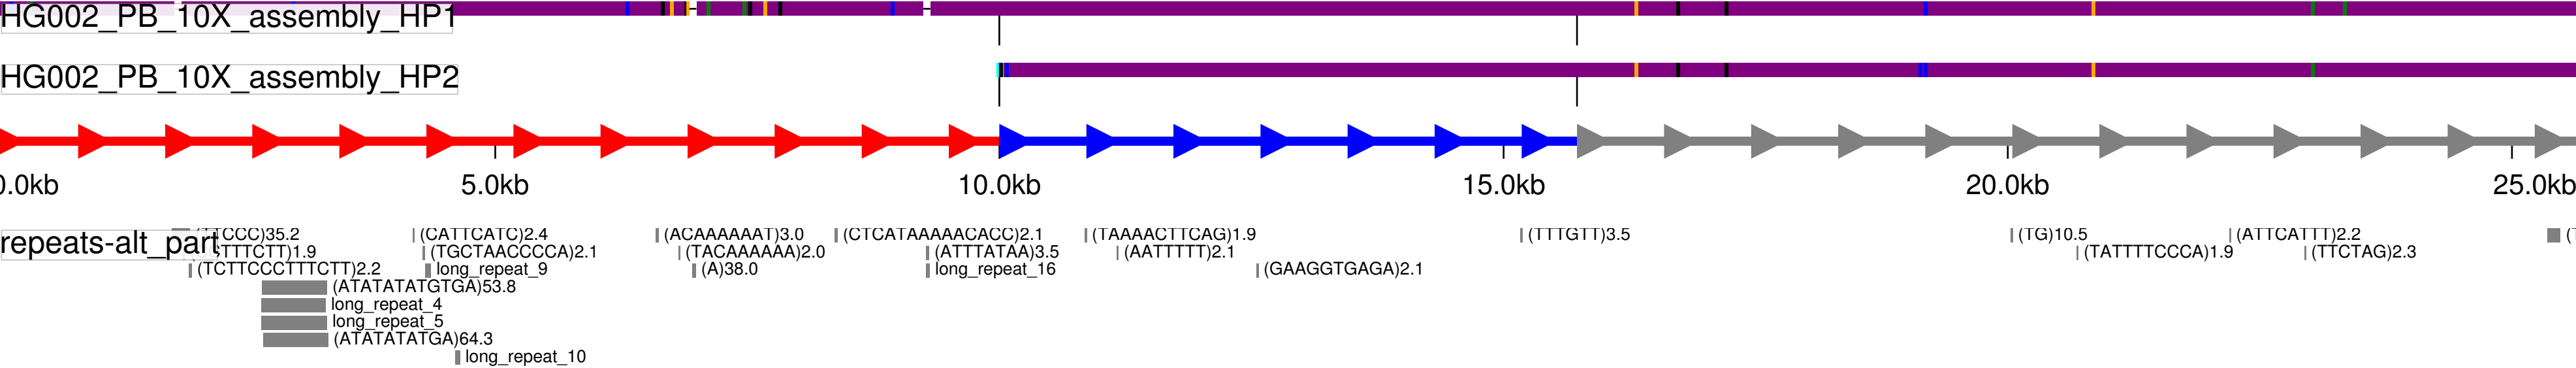 HG002_PB_10X_assembly_HP1
HG002_PB_10X_assembly_HP2
0.0kb 5.0kb 10.0kb 15.0kb 20.0kb 25.0kb
repeats-alt_part
TCCC)35.2 (CATTCATC)2.4 (ACAAAAAAT)3.0 (CTCATAAAAACACC)2.1 (TAAAACTTCAG)1.9 (TTTGTT)3.5 (TG)10.5 (ATTCATTT)2.2
TTTCTT)1.9 (TGCTAACCCCA)2.1 (TACAAAAAA)2.0 (ATTTATAA)3.5 (AATTTTT)2.1 (TATTTTCCCA)1.9 (TTCTAG)2.3
(TCTTCCCTTTCTT)2.2 long_repeat_9 (A)38.0 long_repeat_16 (GAAGGTGAGA)2.1
(ATATATATGTGA)53.8
long_repeat_4
long_repeat_5
(ATATATATGA)64.3
long_repeat_10